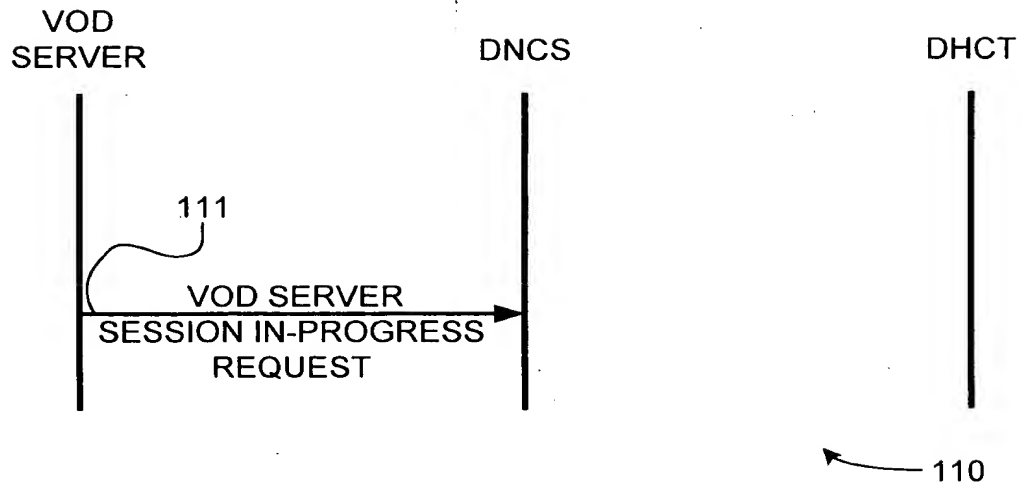 VOD
SERVER
DNCS
DHCT
111
VOD SERVER
SESSION IN-PROGRESS
REQUEST
110